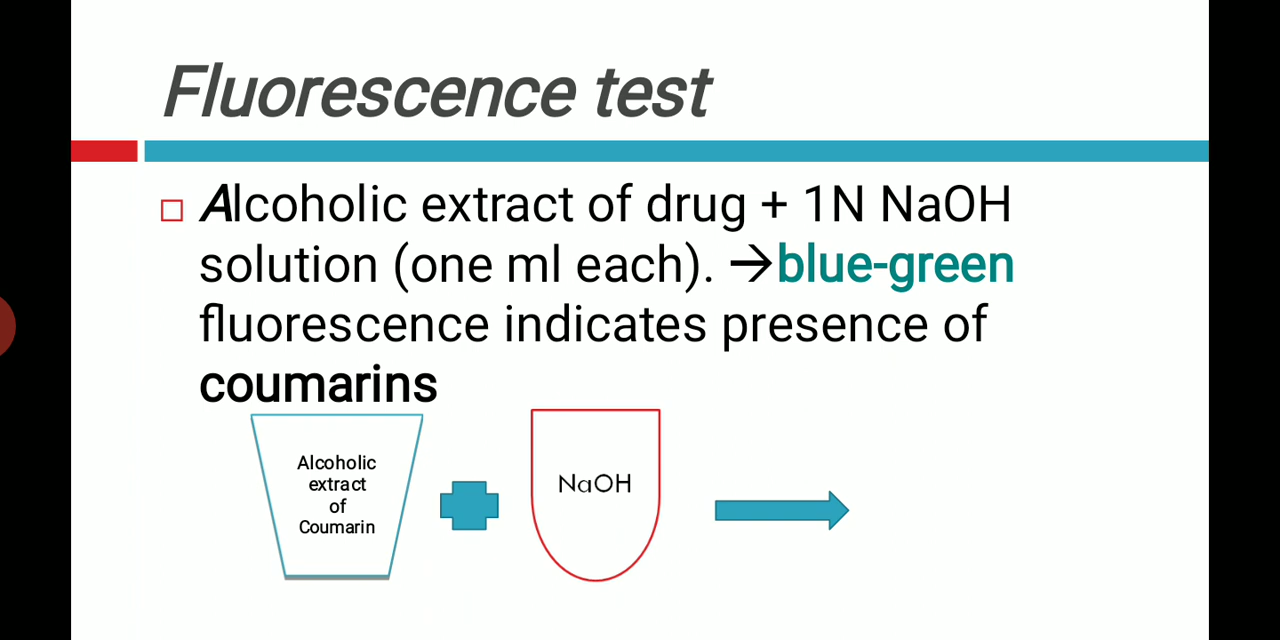 Fluorescence test
Alcoholic extract of drug + 1N NaOH
solution (one ml each). →blue-green
fluorescence indicates presence of
coumarins
Alcoholic
extract
of
Coumarin
NaOH